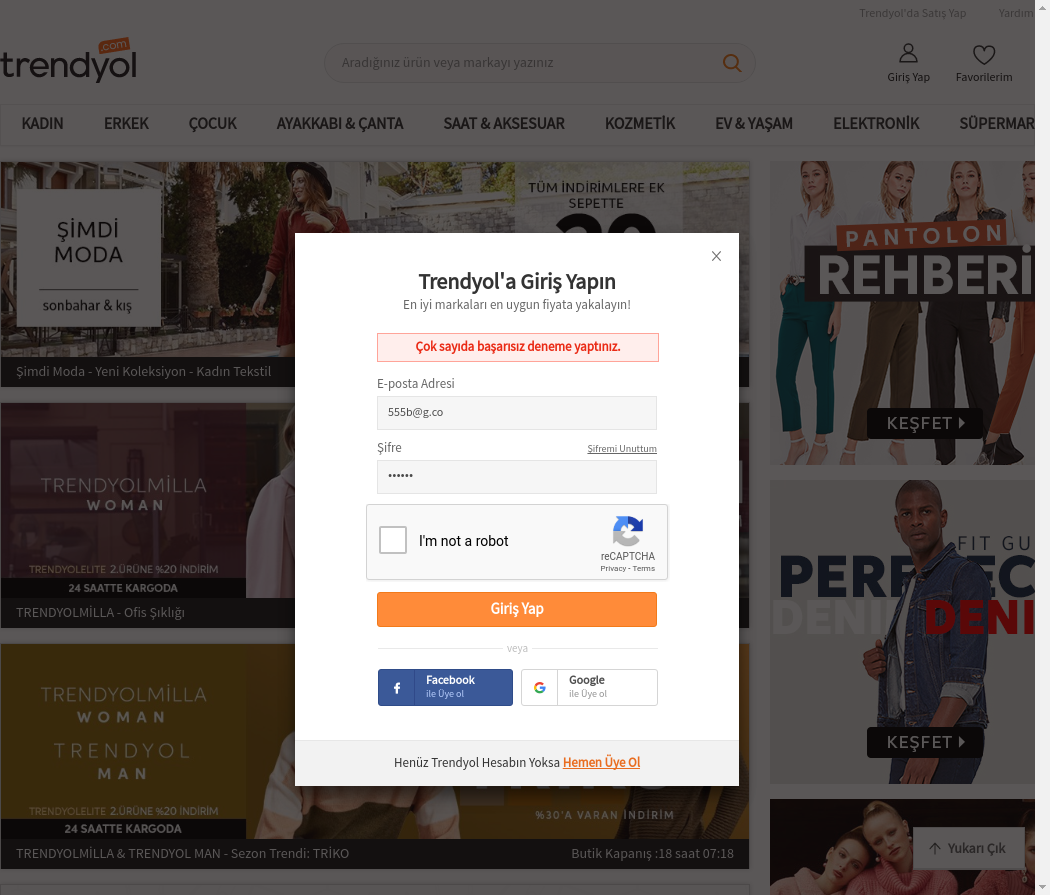 Trendyol'da Satış Yap
Yardım
trendyol
.com
Aradığınız ürün veya markayı yazınız
Giriş Yap
Favorilerim
KADIN
ERKEK
ÇOCUK
AYAKKABI & ÇANTA
SAAT & AKSESUAR
KOZMETİK
EV & YAŞAM
ELEKTRONİK
SÜPERMAR
ŞİMDİ
MODA
sonbahar & kış
TÜM İNDİRİMLERE EK
SEPETTE
Şimdi Moda - Yeni Koleksiyon - Kadın Tekstil
PANTOLON
REHBERİ
KEŞFET
Trendyol'a Giriş Yapın
En iyi markaları en uygun fiyata yakalayın!
Çok sayıda başarısız deneme yaptınız.
E-posta Adresi
555b@g.co
Şifre
Şifremi Unuttum
••••••
I'm not a robot
reCAPTCHA
Privacy - Terms
Giriş Yap
veya
Facebook
ile Üye ol
Google
ile Üye ol
Henüz Trendyol Hesabın Yoksa Hemen Üye Ol
TRENDYOLMİLLA
WOMAN
TRENDYOLELITE 2.ÜRÜNE %20 İNDİRİM
24 SAATTE KARGODA
TRENDYOLMİLLA - Ofis Şıklığı
FIT GU
DENI
KEŞFET
TRENDYOLMİLLA
WOMAN
TRENDYOL
MAN
TRENDYOLELITE 2.ÜRÜNE %20 İNDİRİM
24 SAATTE KARGODA
%30'A VARAN İNDİRİM
TRENDYOLMİLLA & TRENDYOL MAN - Sezon Trendi: TRİKO
Butik Kapanış :18 saat 07:18
Yukarı Çık